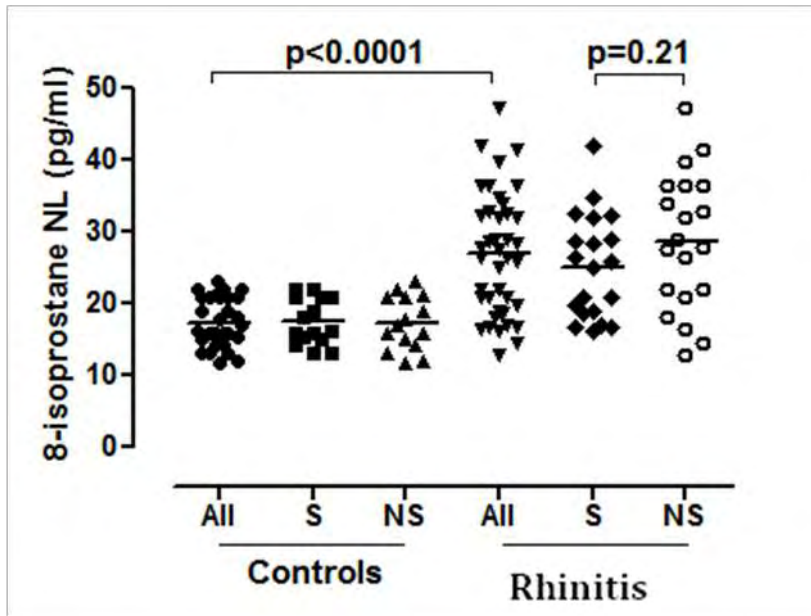 p<0.0001
p=0.21
8-isoprostane NL (pg/ml)
50
40
30
20
10
0
All S NS All S NS
Controls Rhinitis